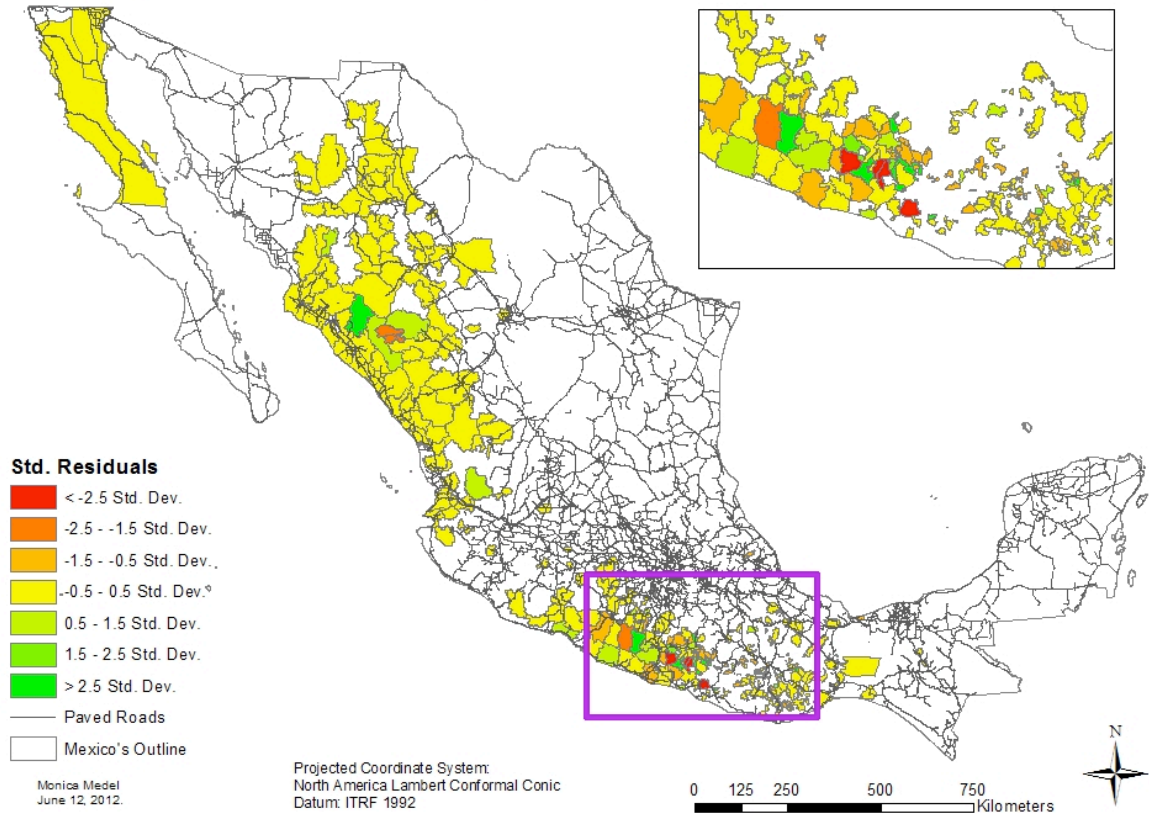 N
Std. Residuals
< -2.5 Std. Dev.
-2.5 - -1.5 Std. Dev.
-1.5 - -0.5 Std. Dev.
-0.5 - 0.5 Std. Dev.
0.5 - 1.5 Std. Dev.
1.5 - 2.5 Std. Dev.
> 2.5 Std. Dev.
Paved Roads
Mexico's Outline
Monica Medel
June 12, 2012.
Projected Coordinate System:
North America Lambert Conformal Conic
Datum: ITRF 1992
0 125 250 500 750
Kilometers